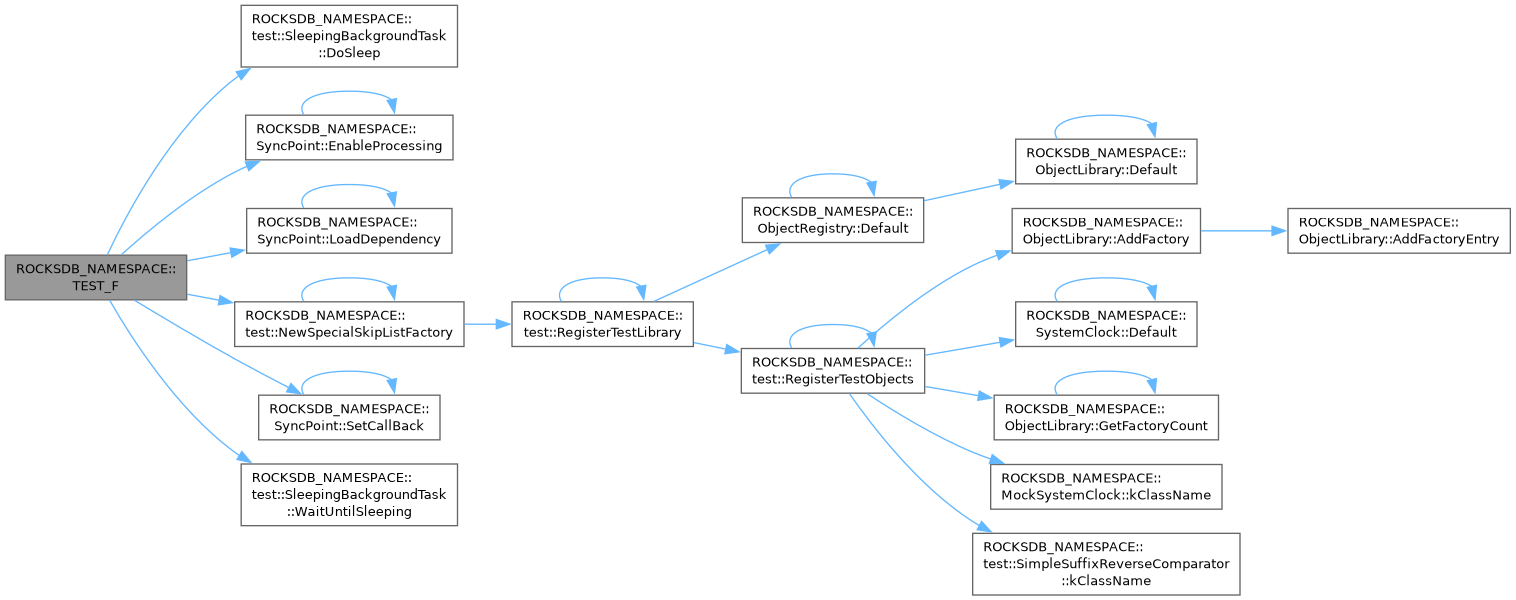 ROCKSDB_NAMESPACE::
TEST_F
ROCKSDB_NAMESPACE::
test::SleepingBackgroundTask
::DoSleep
ROCKSDB_NAMESPACE::
SyncPoint::EnableProcessing
ROCKSDB_NAMESPACE::
SyncPoint::LoadDependency
ROCKSDB_NAMESPACE::
test::NewSpecialSkipListFactory
ROCKSDB_NAMESPACE::
SyncPoint::SetCallBack
ROCKSDB_NAMESPACE::
test::SleepingBackgroundTask
::WaitUntilSleeping
ROCKSDB_NAMESPACE::
test::RegisterTestLibrary
ROCKSDB_NAMESPACE::
ObjectRegistry::Default
ROCKSDB_NAMESPACE::
test::RegisterTestObjects
ROCKSDB_NAMESPACE::
ObjectLibrary::Default
ROCKSDB_NAMESPACE::
ObjectLibrary::AddFactory
ROCKSDB_NAMESPACE::
SystemClock::Default
ROCKSDB_NAMESPACE::
ObjectLibrary::GetFactoryCount
ROCKSDB_NAMESPACE::
MockSystemClock::kClassName
ROCKSDB_NAMESPACE::
test::SimpleSuffixReverseComparator
::kClassName
ROCKSDB_NAMESPACE::
ObjectLibrary::AddFactoryEntry